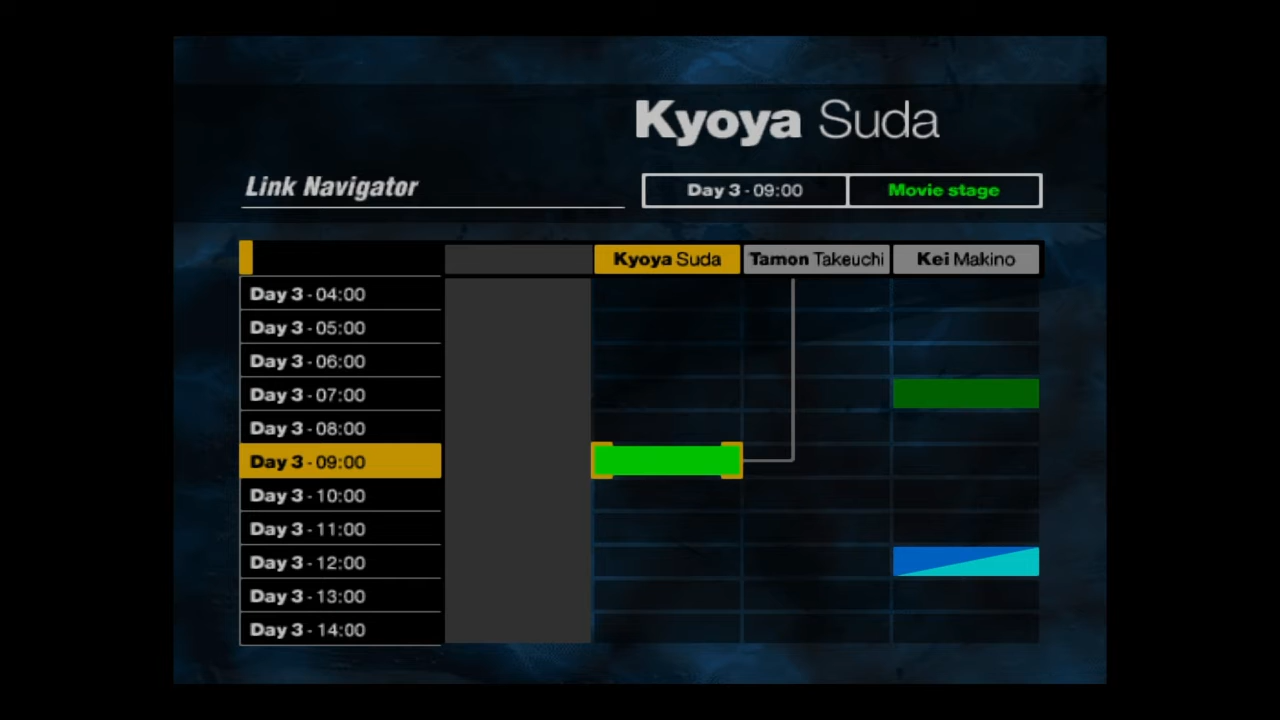 Kyoya Suda
Link Navigator
Day 3 - 09:00 Movie stage
Kyoya Suda Tamon Takeuchi Kei Makino
Day 3 - 04:00
Day 3 - 05:00
Day 3 - 06:00
Day 3 - 07:00
Day 3 - 08:00
Day 3 - 09:00
Day 3 - 10:00
Day 3 - 11:00
Day 3 - 12:00
Day 3 - 13:00
Day 3 - 14:00